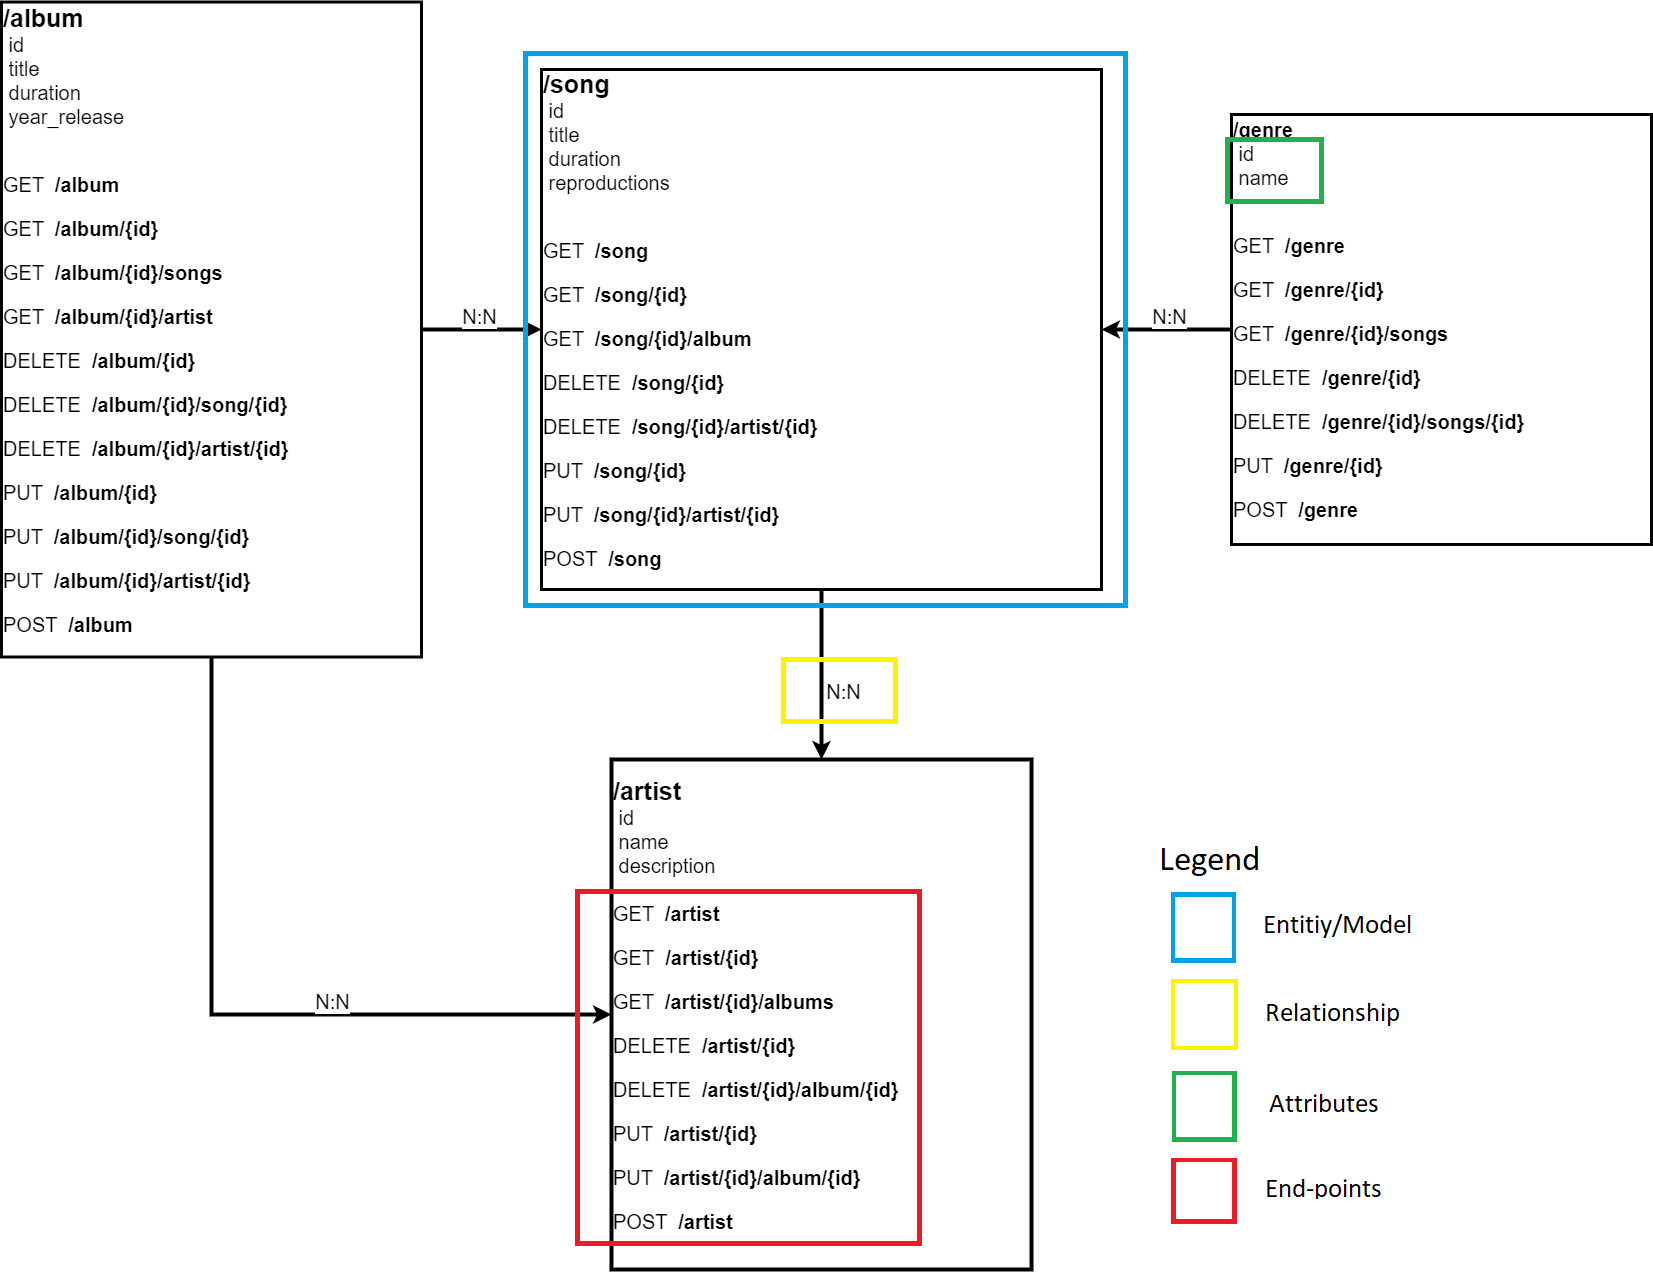 /album
id
title
duration
year_release
GET /album
GET /album/{id}
GET /album/{id}/songs
GET /album/{id}/artist
DELETE /album/{id}
DELETE /album/{id}/song/{id}
DELETE /album/{id}/artist/{id}
PUT /album/{id}
PUT /album/{id}/song/{id}
PUT /album/{id}/artist/{id}
POST /album
N:N
/song
id
title
duration
reproductions
GET /song
GET /song/{id}
GET /song/{id}/album
DELETE /song/{id}
DELETE /song/{id}/artist/{id}
PUT /song/{id}
PUT /song/{id}/artist/{id}
POST /song
N:N
/genre
id
name
GET /genre
GET /genre/{id}
GET /genre/{id}/songs
DELETE /genre/{id}
DELETE /genre/{id}/songs/{id}
PUT /genre/{id}
POST /genre
N:N
N:N
/artist
id
name
description
GET /artist
GET /artist/{id}
GET /artist/{id}/albums
DELETE /artist/{id}
DELETE /artist/{id}/album/{id}
PUT /artist/{id}
PUT /artist/{id}/album/{id}
POST /artist
Legend
Entitiy/Model
Relationship
Attributes
End-points